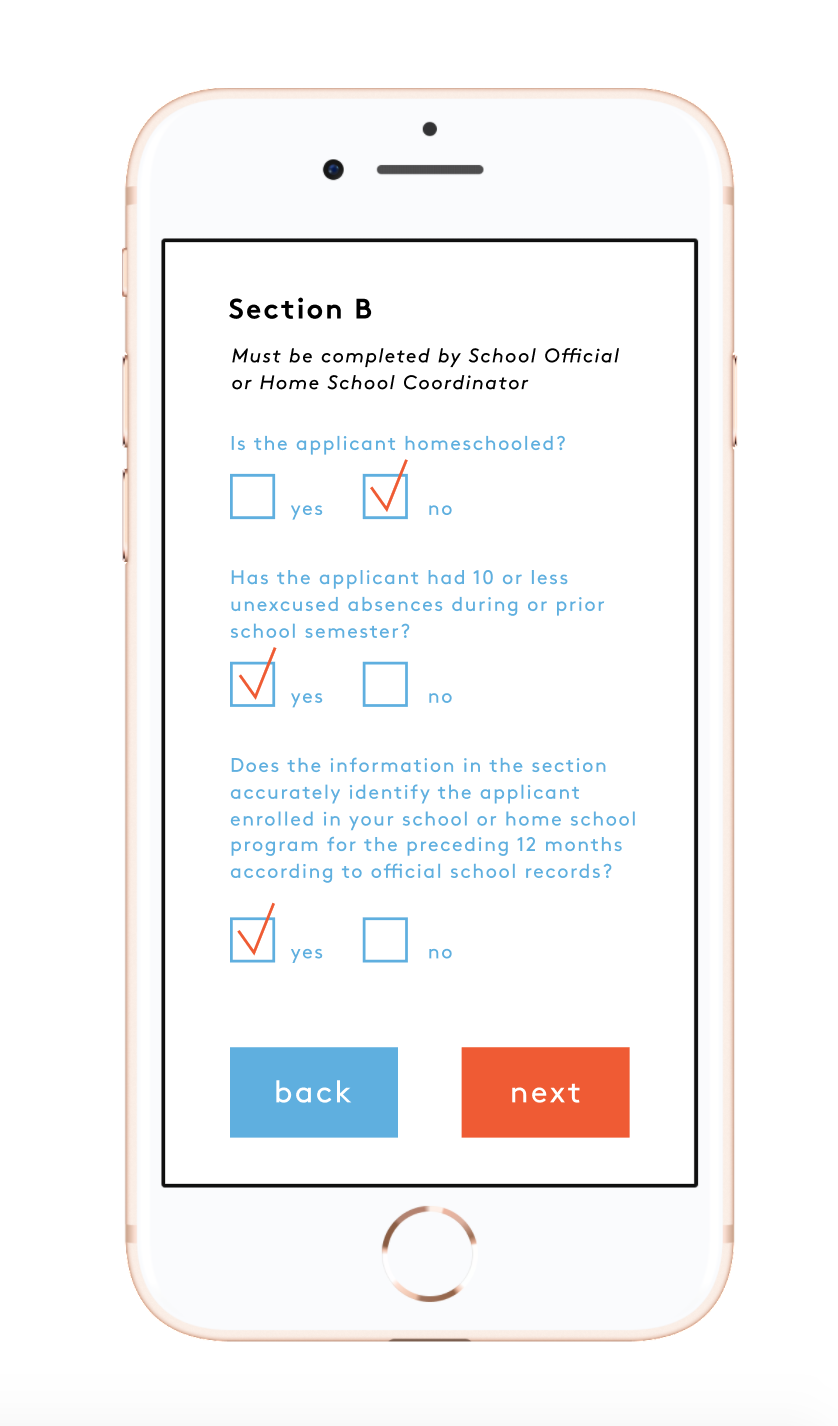 Section B
Must be completed by School Official
or Home School Coordinator
Is the applicant homeschooled?
yes no
Has the applicant had 10 or less
unexcused absences during or prior
school semester?
yes no
Does the information in the section
accurately identify the applicant
enrolled in your school or home school
program for the preceding 12 months
according to official school records?
yes no
back next